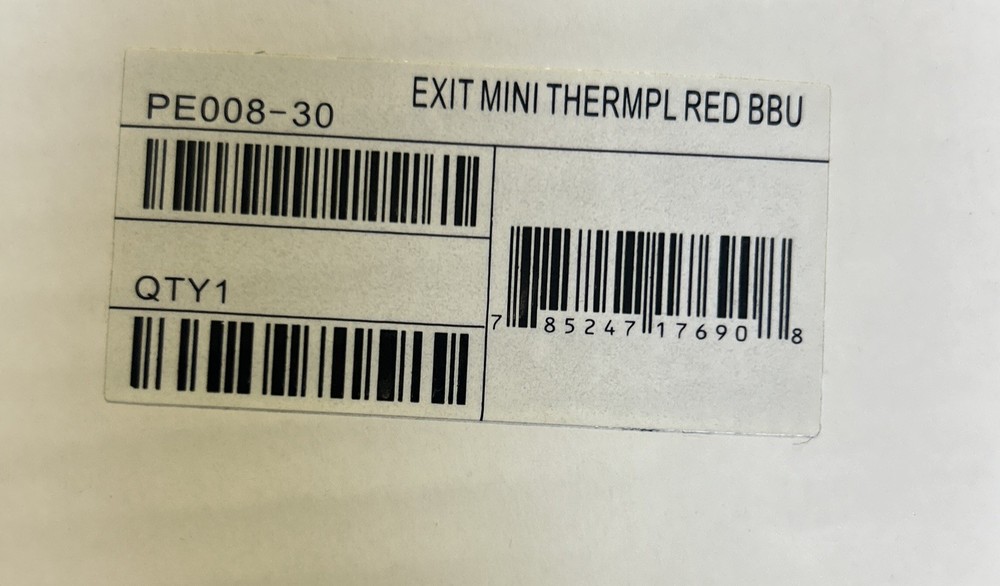 PE008-30
EXIT MINI THERMPL RED BBU
QTY1
7 85247 17690 8